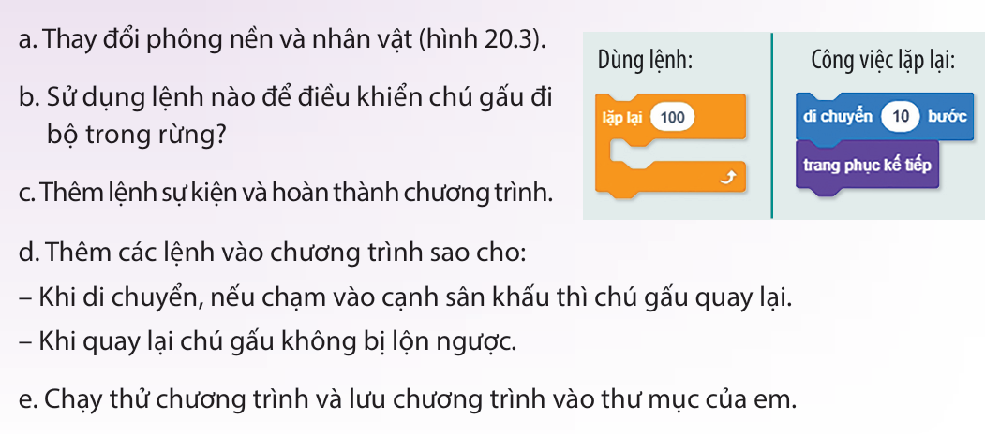 a. Thay đổi phông nền và nhân vật (hình 20.3).
b. Sử dụng lệnh nào để điều khiển chú gấu đi
bộ trong rừng?
c. Thêm lệnh sự kiện và hoàn thành chương trình.
Dùng lệnh:
lặp lại 100
Công việc lặp lại:
di chuyển 10 bước
trang phục kế tiếp
d. Thêm các lệnh vào chương trình sao cho:
– Khi di chuyển, nếu chạm vào cạnh sân khấu thì chú gấu quay lại.
– Khi quay lại chú gấu không bị lộn ngược.
e. Chạy thử chương trình và lưu chương trình vào thư mục của em.